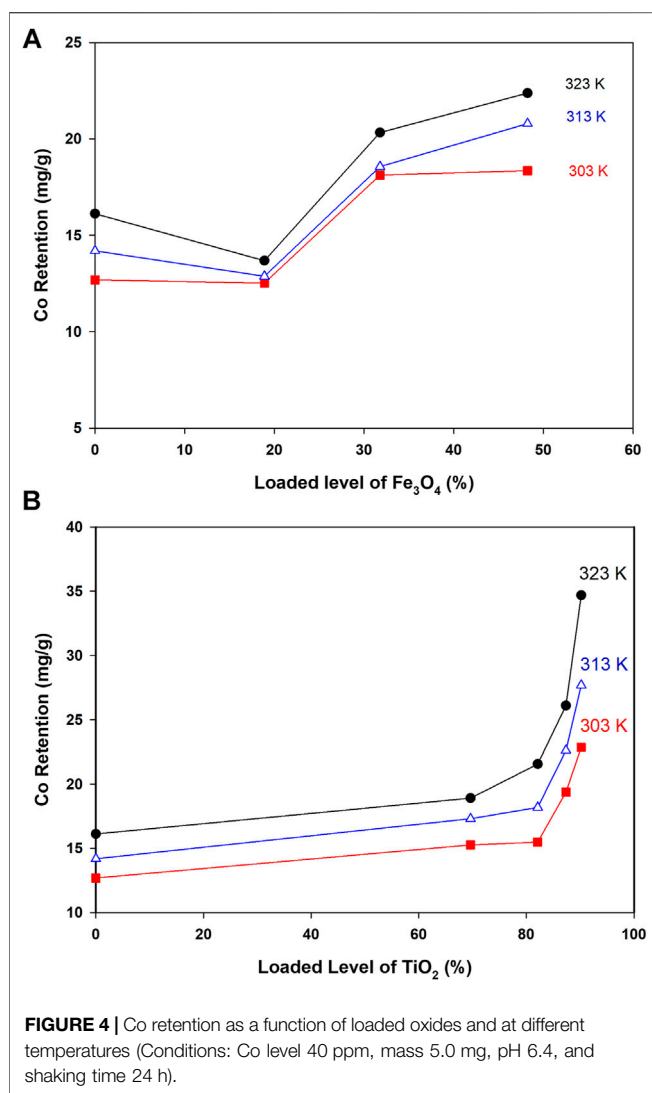 A
25
20
15
10
5
Co Retention (mg/g)
323 K
313 K
303 K
0 10 20 30 40 50 60
Loaded level of Fe₃O₄ (%)
B
40
35
30
25
20
15
10
Co Retention (mg/g)
323 K
313 K
303 K
0 20 40 60 80 100
Loaded Level of TiO₂ (%)
FIGURE 4 | Co retention as a function of loaded oxides and at different
temperatures (Conditions: Co level 40 ppm, mass 5.0 mg, pH 6.4, and
shaking time 24 h).